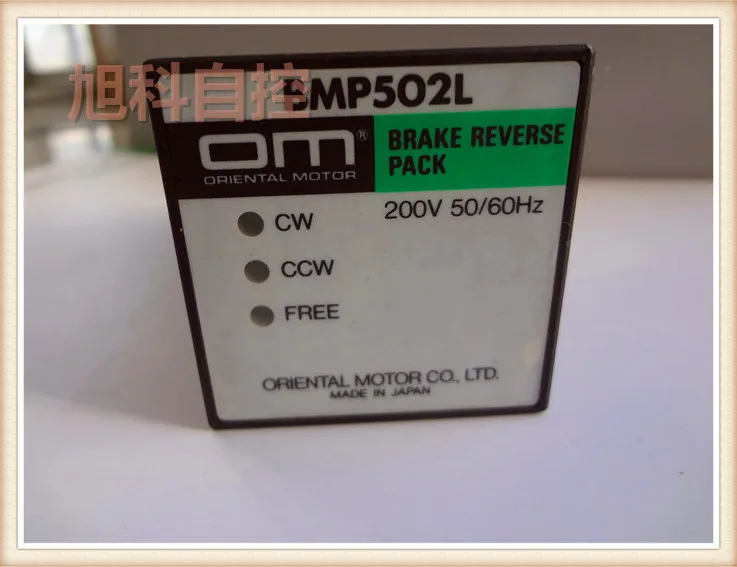 旭科自控
SMP502L
om®
ORIENTAL MOTOR
BRAKE REVERSE
PACK
200V 50/60Hz
CW
CCW
FREE
ORIENTAL MOTOR CO., LTD.
MADE IN JAPAN